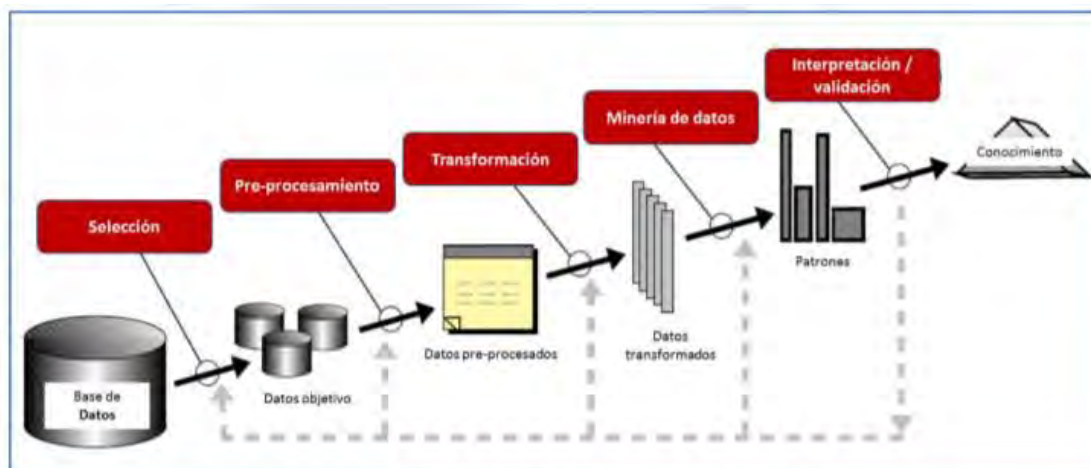 Interpretación /
validación
Minería de datos
Transformación
Pre-procesamiento
Selección
Conocimiento
Patrones
Datos
transformados
Datos pre-procesados
Datos objetivo
Base de
Datos